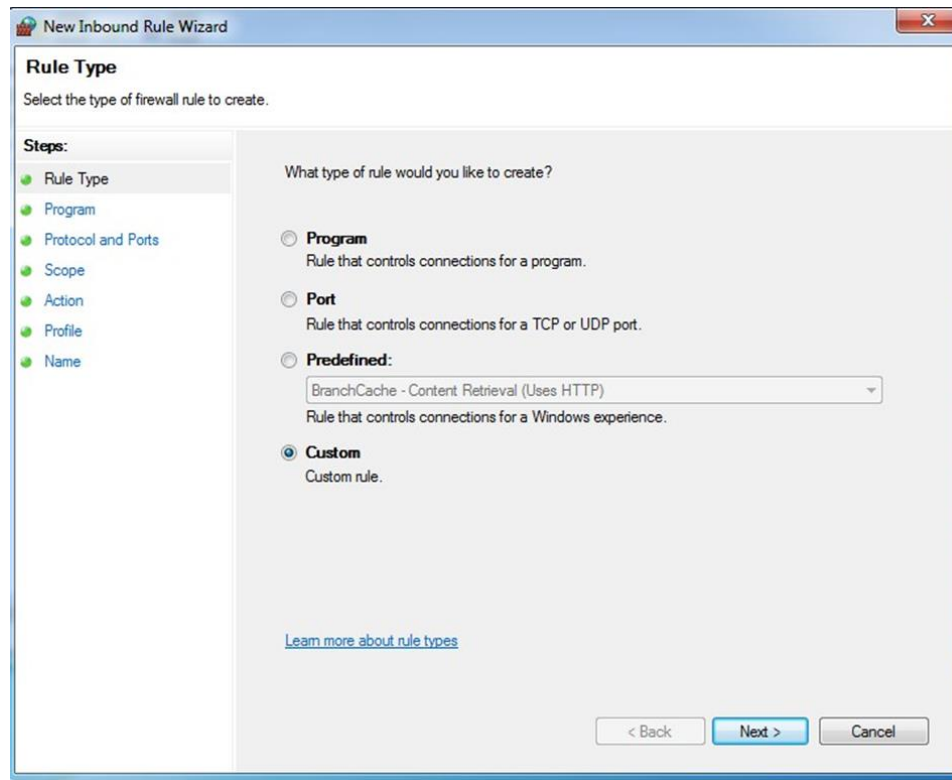 New Inbound Rule Wizard
Rule Type
Select the type of firewall rule to create.
Steps:
Rule Type
Program
Protocol and Ports
Scope
Action
Profile
Name
What type of rule would you like to create?
Program
Rule that controls connections for a program.
Port
Rule that controls connections for a TCP or UDP port.
Predefined:
BranchCache - Content Retrieval (Uses HTTP)
Rule that controls connections for a Windows experience.
Custom
Custom rule.
Learn more about rule types
< Back Next > Cancel